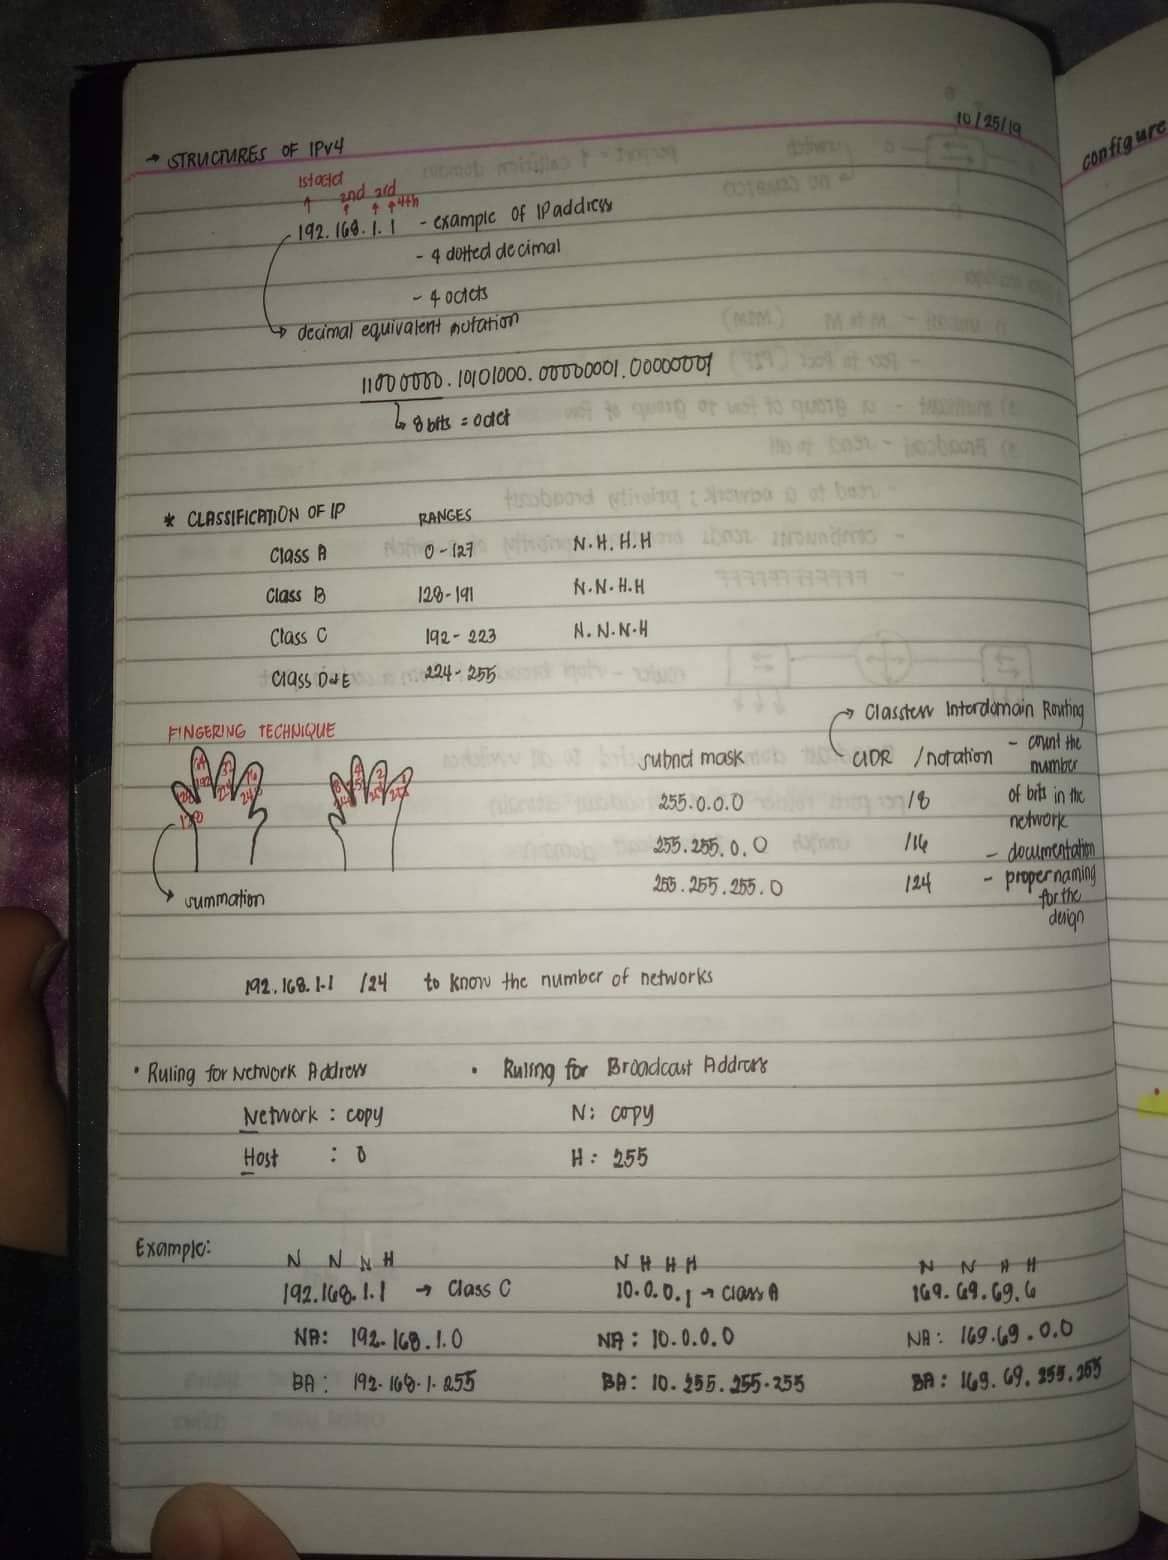 10/25/19
→ STRUCTURES OF IPV4
1st octet 2nd 3rd 4th
192.168.1.1 - example of IP address
- 4 dotted decimal
- 4 octets
→ decimal equivalent notation
11000000.10101000.00000001.00000001
8 bits = octet
* CLASSIFICATION OF IP RANGES
Class A 0-127 N.H.H.H
Class B 128-191 N.N.H.H
Class C 192-223 N.N.N.H
Class D & E 224-255
FINGERING TECHNIQUE
summation
→ Classless Interdomain Routing
subnet mask CIDR /notation - count the number of bits in the network
255.0.0.0 /8
255.255.0.0 /16 - documentation
255.255.255.0 /24 - proper naming for the design
192.168.1.1 /24 to know the number of networks
• Ruling for Network Address • Ruling for Broadcast Address
Network : copy N: copy
Host : 0 H: 255
Example:
N N N H N H H H N N H H
192.168.1.1 → Class C 10.0.0.1 → Class A 169.69.69.6
NA: 192.168.1.0 NA: 10.0.0.0 NA: 169.69.0.0
BA: 192.168.1.255 BA: 10.255.255.255 BA: 169.69.255.255
configure